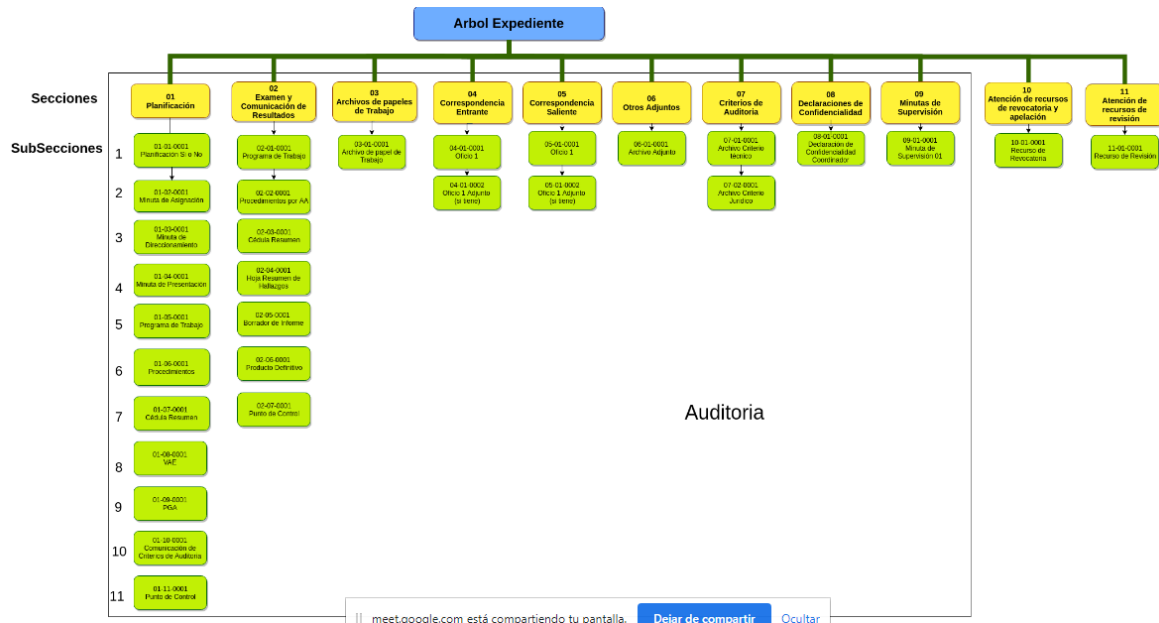 Arbol Expediente
Secciones
01
Planificación
02
Examen y
Comunicación de
Resultados
03
Archivos de papeles
de Trabajo
04
Correspondencia
Entrante
05
Correspondencia
Saliente
06
Otros Adjuntos
07
Criterios de
Auditoria
08
Declaraciones de
Confidencialidad
09
Minutas de
Supervisión
10
Atención de recursos
de revocatoria y
apelación
11
Atención de
recursos de
revisión
SubSecciones
1
01-01-0001
Planificación Si o No
02-01-0001
Programa de Trabajo
03-01-0001
Archivo de papel de
Trabajo
04-01-0001
Oficio 1
05-01-0001
Oficio 1
06-01-0001
Archivo Adjunto
07-01-0001
Archivo Criterio
técnico
08-01-0001
Declaración de
Confidencialidad
Coordinador
09-01-0001
Minuta de
Supervisión 01
10-01-0001
Recurso de
Revocatoria
11-01-0001
Recurso de Revisión
2
01-02-0001
Minuta de Asignación
02-02-0001
Procedimientos por AA
04-01-0002
Oficio 1 Adjunto
(si tiene)
05-01-0002
Oficio 1 Adjunto
(si tiene)
07-02-0001
Archivo Criterio
Jurídico
3
01-03-0001
Minuta de
Direccionamiento
02-03-0001
Cédula Resumen
4
01-04-0001
Minuta de Presentación
02-04-0001
Hoja Resumen de
Hallazgos
5
01-05-0001
Programa de Trabajo
02-05-0001
Borrador de Informe
6
01-06-0001
Procedimientos
02-06-0001
Producto Definitivo
7
01-07-0001
Cédula Resumen
02-07-0001
Punto de Control
Auditoria
8
01-08-0001
VAE
9
01-09-0001
PGA
10
01-10-0001
Comunicación de
Criterios de Auditoria
11
01-11-0001
Punto de Control
meet.google.com está compartiendo tu pantalla.
Dejar de compartir
Ocultar